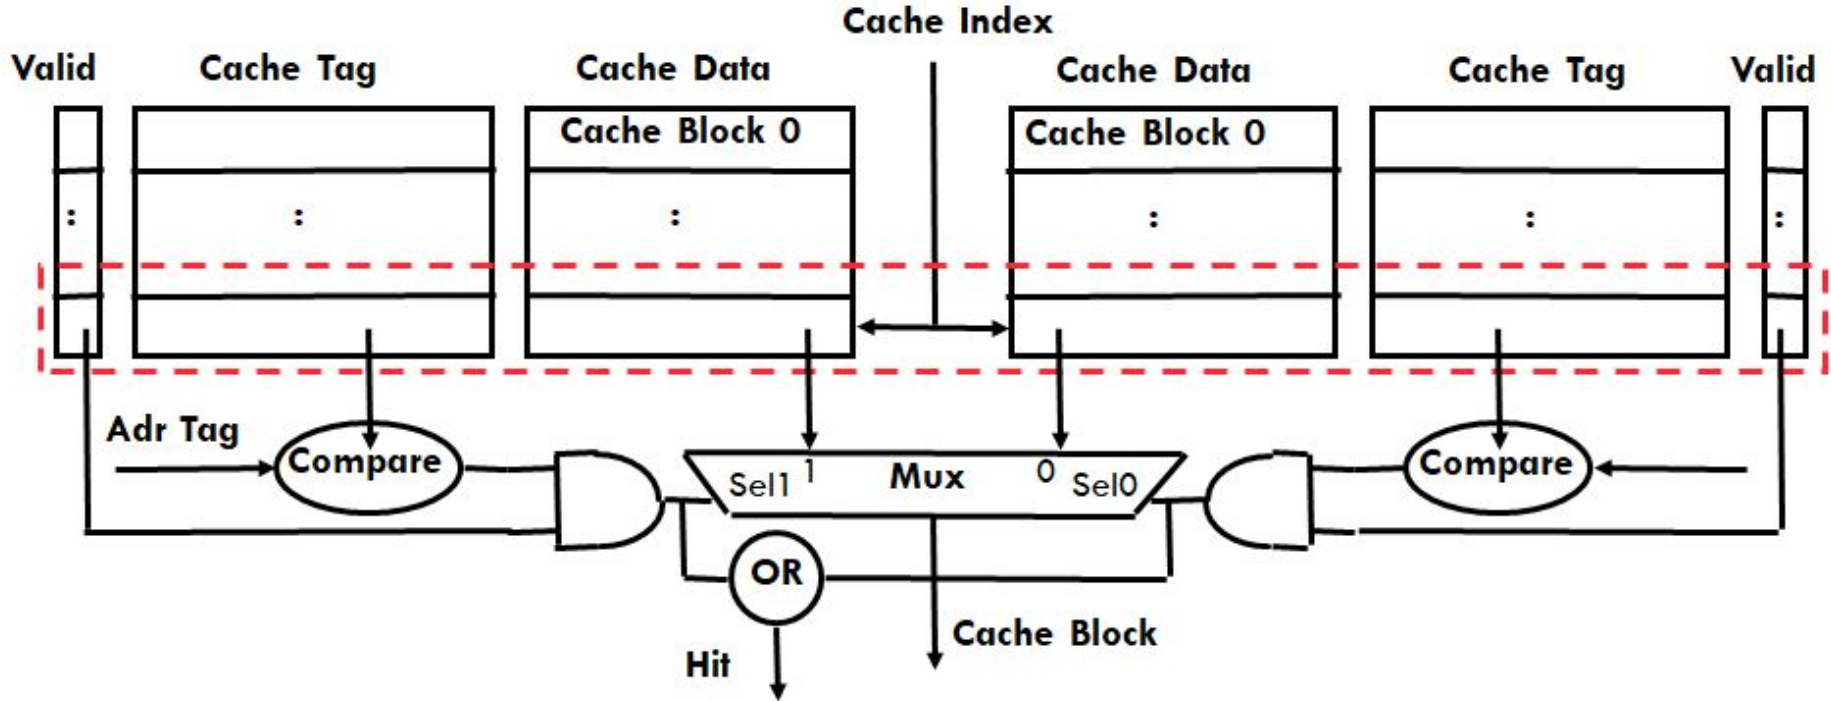 Cache Index
Valid Cache Tag Cache Data Cache Data Cache Tag Valid
Cache Block 0 Cache Block 0
: : : : : :
Adr Tag
Compare Sel1 1 Mux 0 Sel0 Compare
OR
Cache Block
Hit